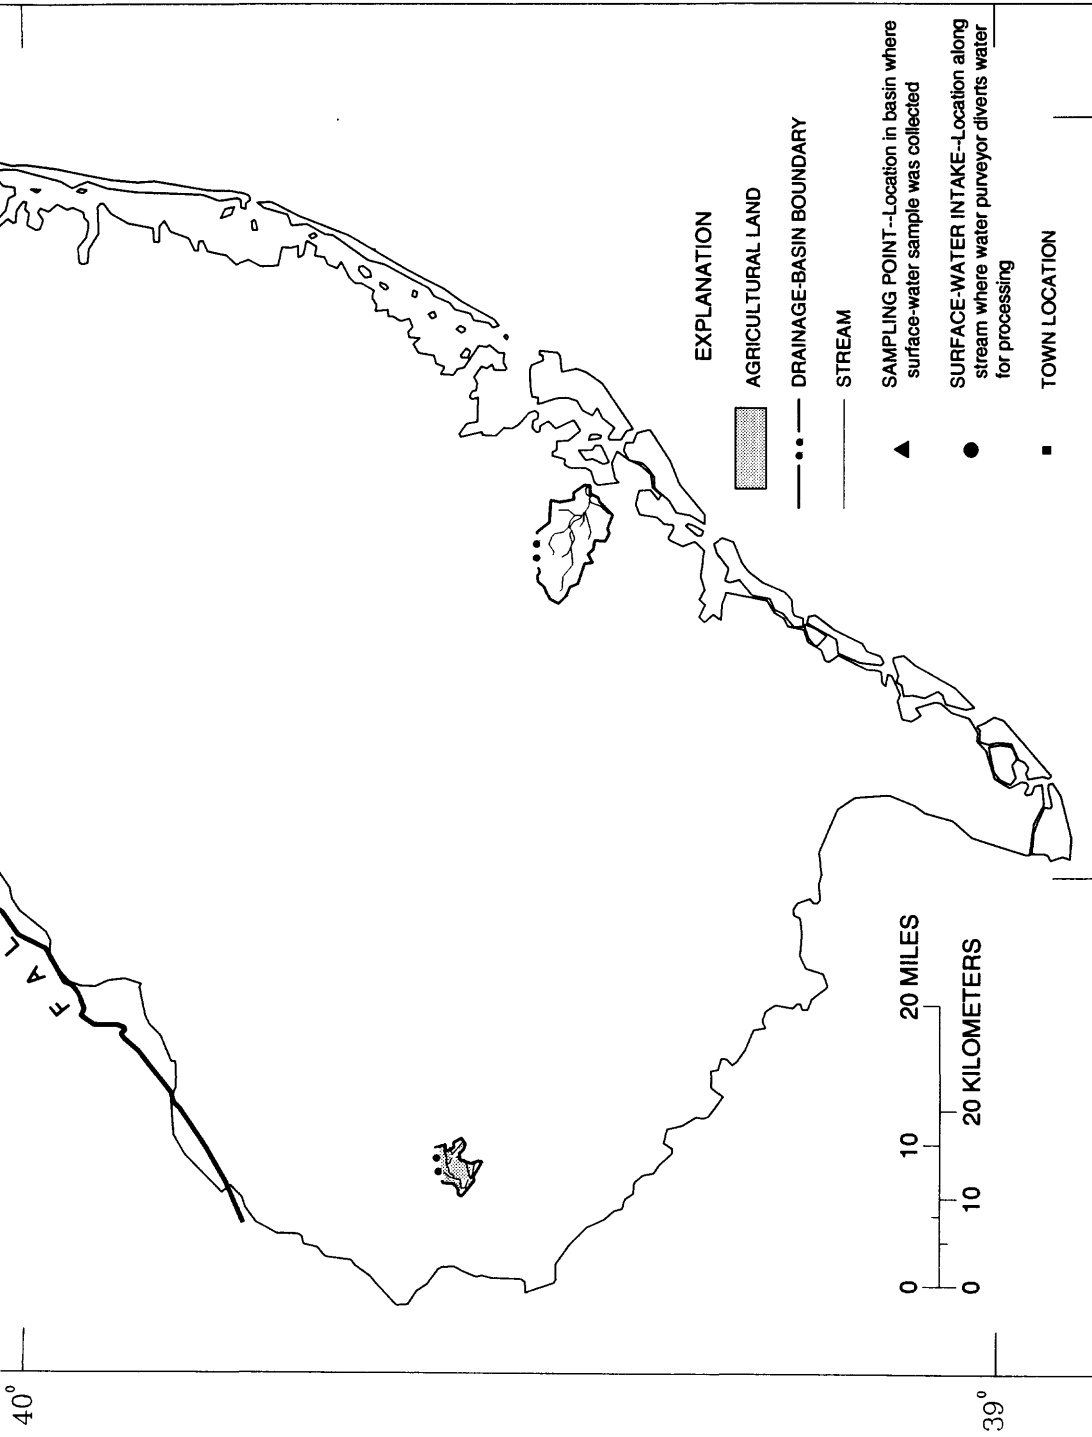 40°
39°
F A L
EXPLANATION
AGRICULTURAL LAND
DRAINAGE-BASIN BOUNDARY
STREAM
SAMPLING POINT--Location in basin where
surface-water sample was collected
SURFACE-WATER INTAKE--Location along
stream where water purveyor diverts water
for processing
TOWN LOCATION
0 10 20 MILES
0 10 20 KILOMETERS